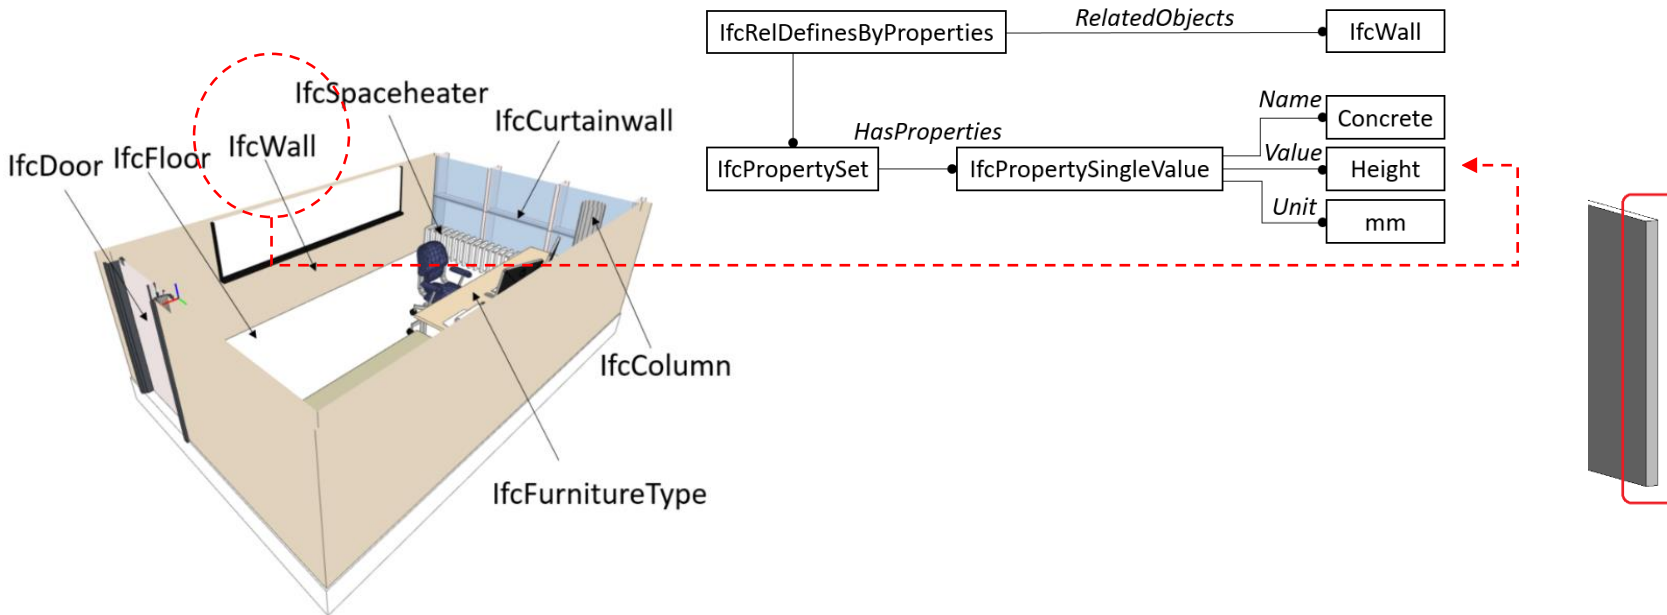 IfcSpaceheater
IfcCurtainwall
IfcDoor
IfcFloor
IfcWall
IfcColumn
IfcFurnitureType
IfcRelDefinesByProperties
RelatedObjects
IfcWall
HasProperties
IfcPropertySet
IfcPropertySingleValue
Name
Concrete
Value
Height
Unit
mm